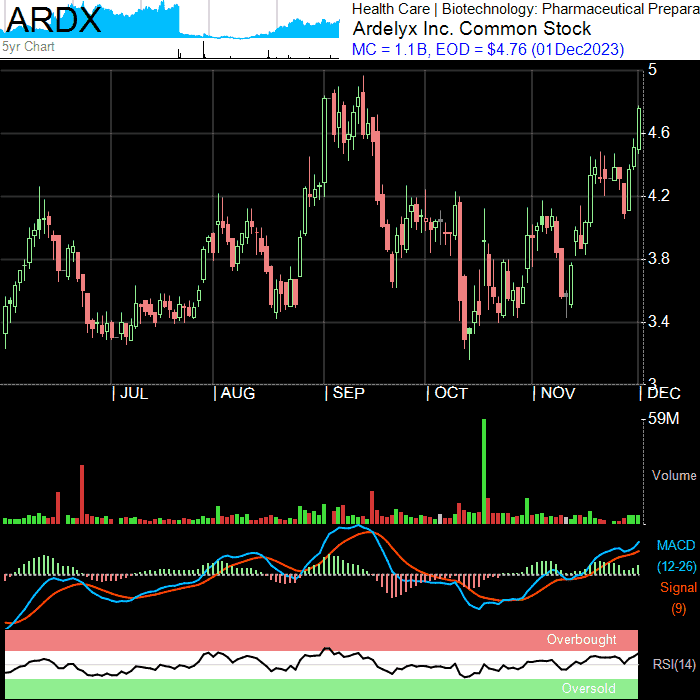 ARDX
5yr Chart
Health Care | Biotechnology: Pharmaceutical Prepara
Ardelyx Inc. Common Stock
MC = 1.1B, EOD = $4.76 (01Dec2023)
5
4.6
4.2
3.8
3.4
3
JUL AUG SEP OCT NOV DEC
59M
Volume
MACD
(12-26)
Signal
(9)
Overbought
RSI(14)
Oversold